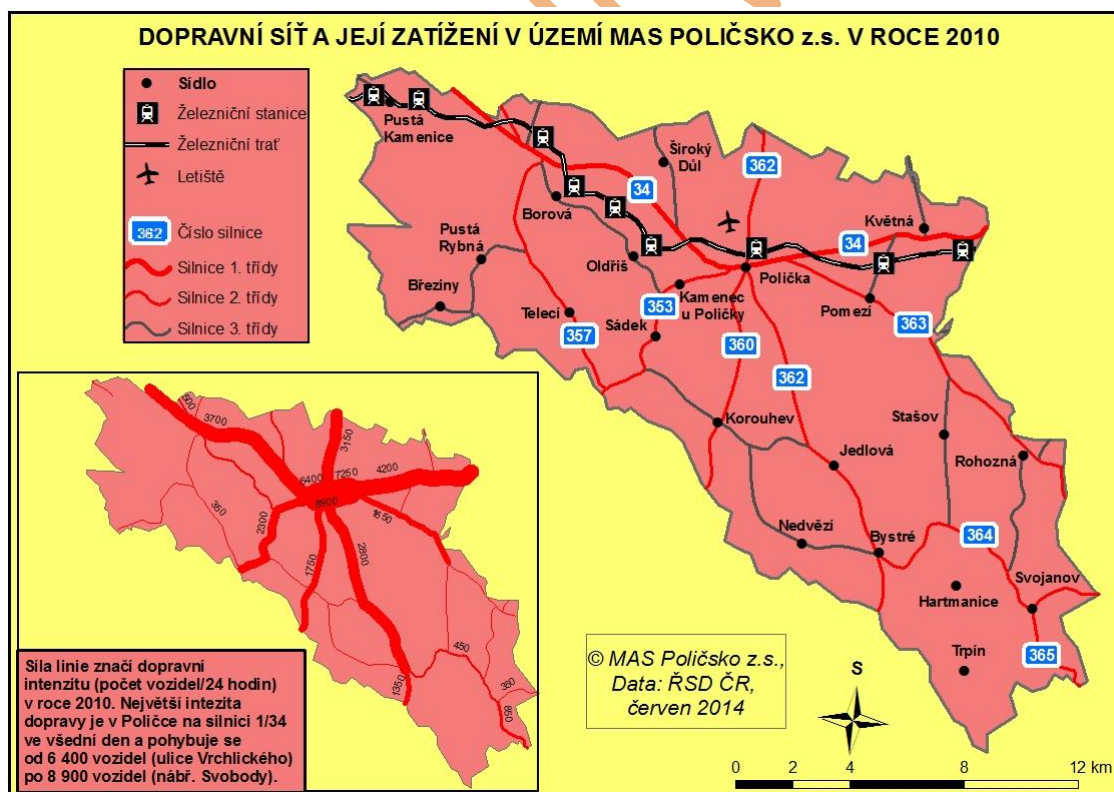 DOPRAVNÍ SÍŤ A JEJÍ ZATÍŽENÍ V ÚZEMÍ MAS POLIČSKO z.s. V ROCE 2010
Sídlo
Železniční stanice
Železniční trať
Letiště
362 Číslo silnice
Silnice 1. třídy
Silnice 2. třídy
Silnice 3. třídy
Pustá
Kamenice
Široký
Důl
362
34
Borová
Květná
34
Pustá
Rybná
Oldřiš
Polička
Březiny
Kamenec
u Poličky
353
Pomezí
Telecí
Sádek
363
357
360
362
Korouhev
Stašov
Jedlová
Rohozná
Nedvězí
Bystré
364
Svojanov
Hartmanice
Trpín
365
500
3700
3150
6400
7250
4200
8900
350
2300
1650
1750
2800
450
1350
350
850
Síla linie značí dopravní
intenzitu (počet vozidel/24 hodin)
v roce 2010. Největší intezita
dopravy je v Poličce na silnici 1/34
ve všední den a pohybuje se
od 6 400 vozidel (ulice Vrchlického)
po 8 900 vozidel (nábř. Svobody).
© MAS Poličsko z.s.,
Data: ŘSD ČR,
červen 2014
S
0 2 4 8 12 km